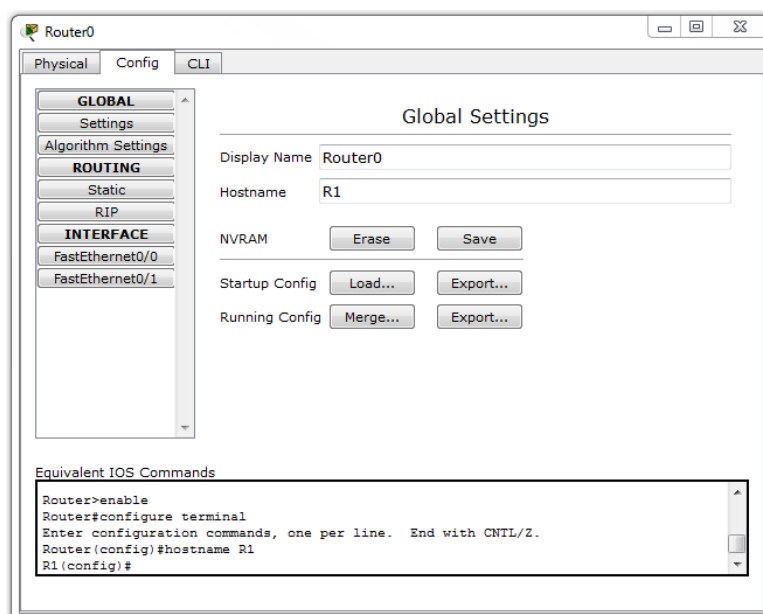 Router0
Physical Config CLI
GLOBAL
Settings
Algorithm Settings
ROUTING
Static
RIP
INTERFACE
FastEthernet0/0
FastEthernet0/1
Global Settings
Display Name Router0
Hostname R1
NVRAM Erase Save
Startup Config Load... Export...
Running Config Merge... Export...
Equivalent IOS Commands
Router>enable
Router#configure terminal
Enter configuration commands, one per line.  End with CNTL/Z.
Router(config)#hostname R1
R1(config)#